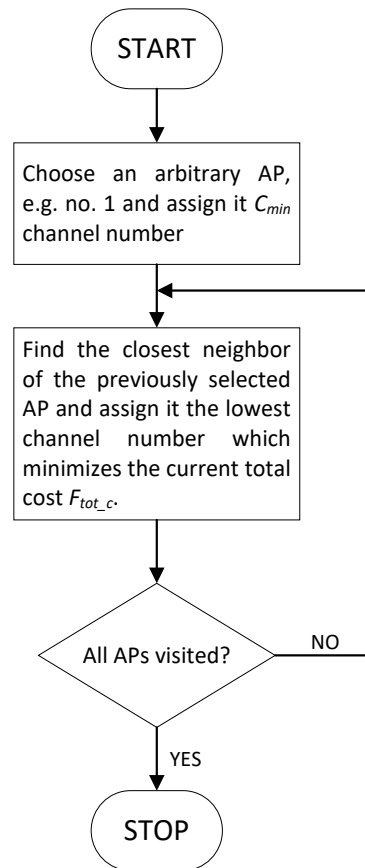 START
Choose an arbitrary AP,
e.g. no. 1 and assign it Cmin
channel number
Find the closest neighbor
of the previously selected
AP and assign it the lowest
channel number which
minimizes the current total
cost Ftot_c.
All APs visited?
NO
YES
STOP